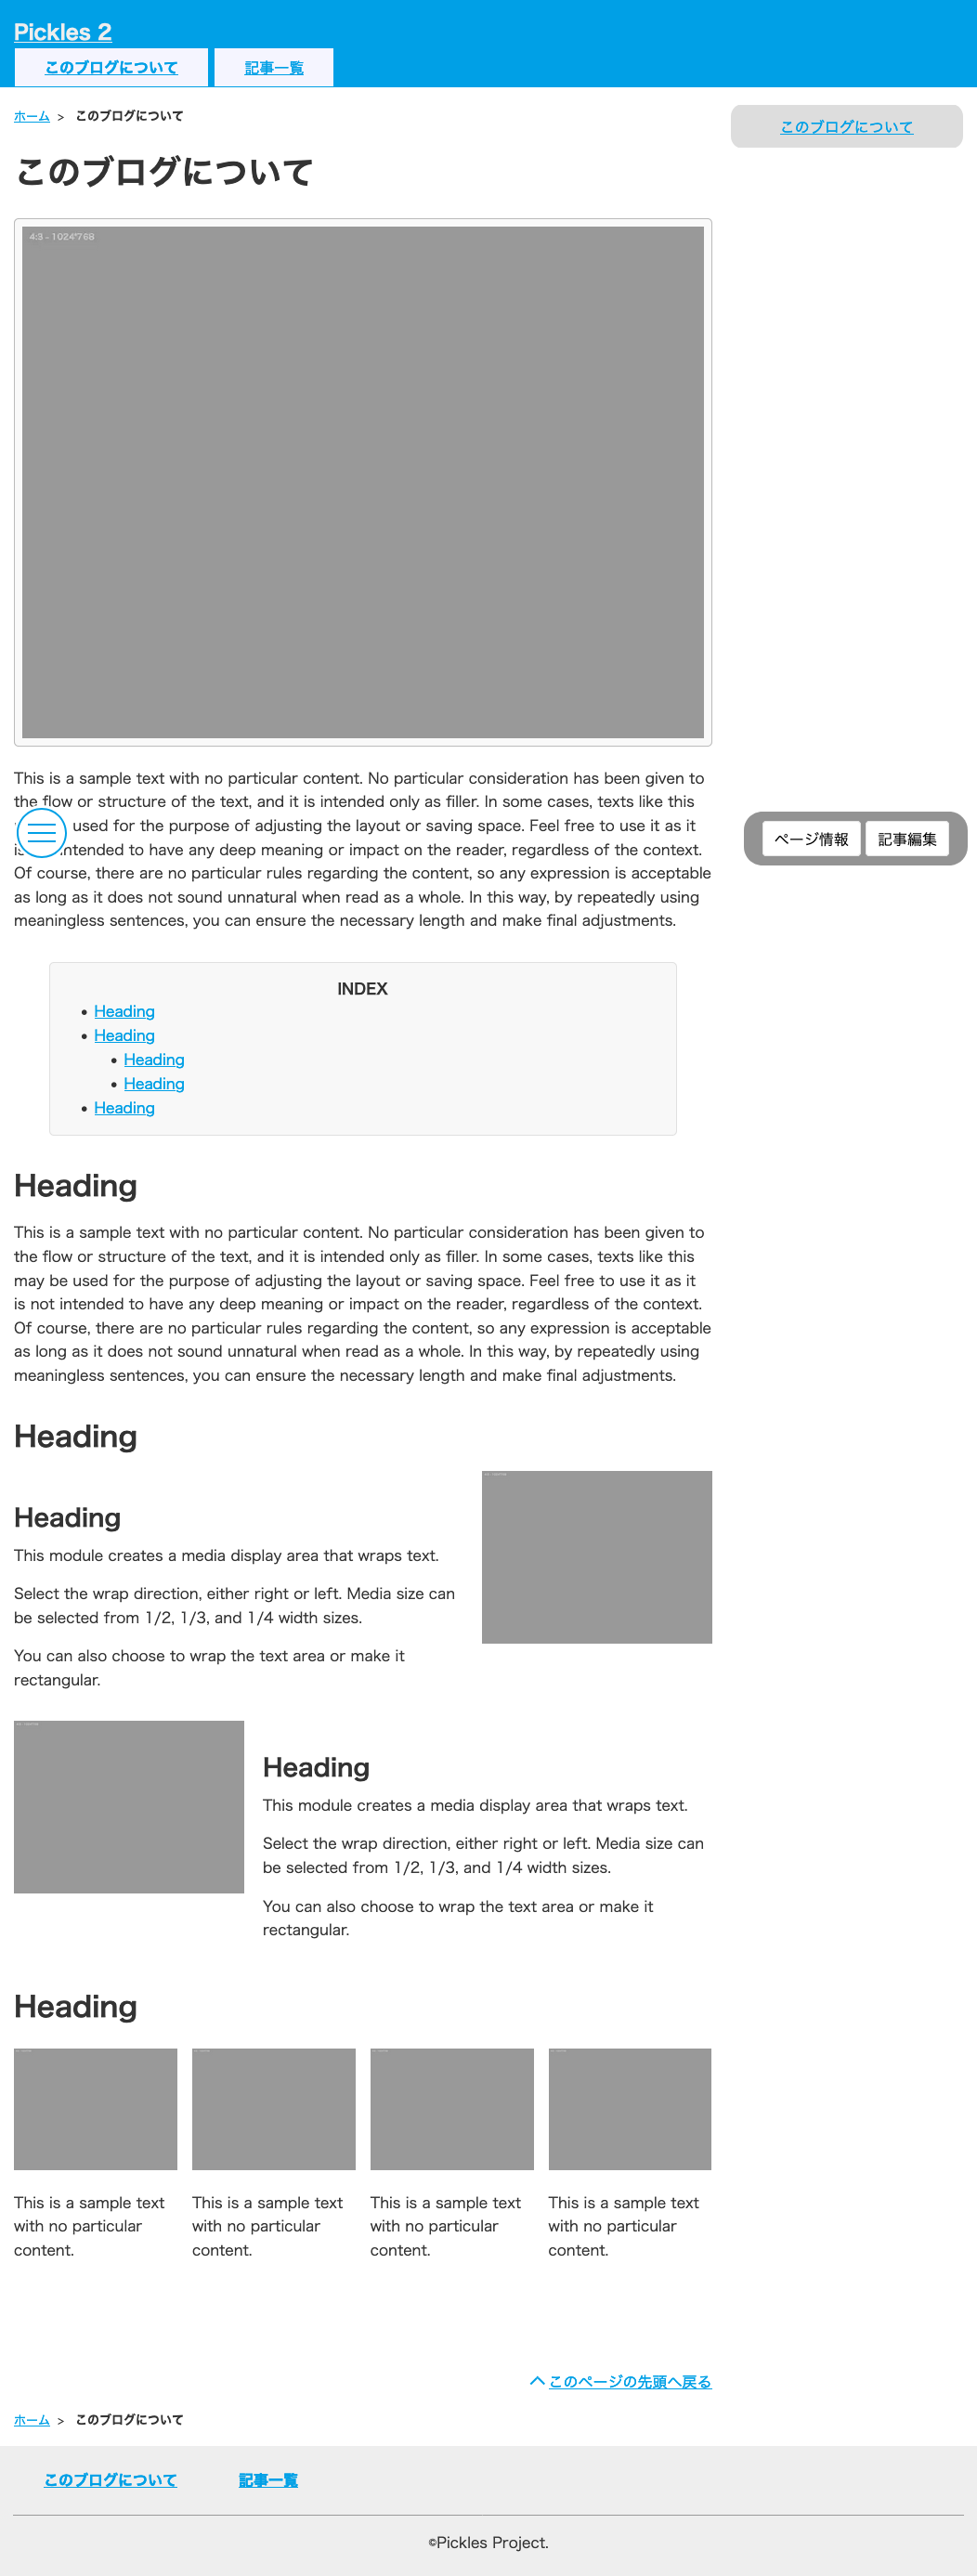 Pickles 2
このブログについて
記事一覧
ホーム > このブログについて
このブログについて
このブログについて
4:3 - 1024*768
This is a sample text with no particular content. No particular consideration has been given to
the flow or structure of the text, and it is intended only as filler. In some cases, texts like this
used for the purpose of adjusting the layout or saving space. Feel free to use it as it
is intended to have any deep meaning or impact on the reader, regardless of the context.
Of course, there are no particular rules regarding the content, so any expression is acceptable
as long as it does not sound unnatural when read as a whole. In this way, by repeatedly using
meaningless sentences, you can ensure the necessary length and make final adjustments.
ページ情報
記事編集
INDEX
• Heading
• Heading
• Heading
• Heading
• Heading
Heading
This is a sample text with no particular content. No particular consideration has been given to
the flow or structure of the text, and it is intended only as filler. In some cases, texts like this
may be used for the purpose of adjusting the layout or saving space. Feel free to use it as it
is not intended to have any deep meaning or impact on the reader, regardless of the context.
Of course, there are no particular rules regarding the content, so any expression is acceptable
as long as it does not sound unnatural when read as a whole. In this way, by repeatedly using
meaningless sentences, you can ensure the necessary length and make final adjustments.
Heading
Heading
This module creates a media display area that wraps text.
Select the wrap direction, either right or left. Media size can
be selected from 1/2, 1/3, and 1/4 width sizes.
You can also choose to wrap the text area or make it
rectangular.
Heading
This module creates a media display area that wraps text.
Select the wrap direction, either right or left. Media size can
be selected from 1/2, 1/3, and 1/4 width sizes.
You can also choose to wrap the text area or make it
rectangular.
Heading
This is a sample text
with no particular
content.
This is a sample text
with no particular
content.
This is a sample text
with no particular
content.
This is a sample text
with no particular
content.
このページの先頭へ戻る
ホーム > このブログについて
このブログについて
記事一覧
©Pickles Project.